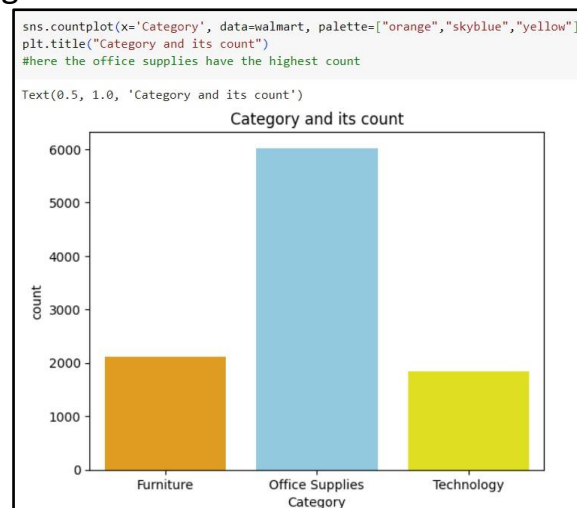 sns.countplot(x='Category', data=walmart, palette=["orange","skyblue","yellow"]
plt.title("Category and its count")
#here the office supplies have the highest count
Text(0.5, 1.0, 'Category and its count')
Category and its count
6000
5000
4000
3000
2000
1000
0
count
Furniture
Office Supplies
Technology
Category